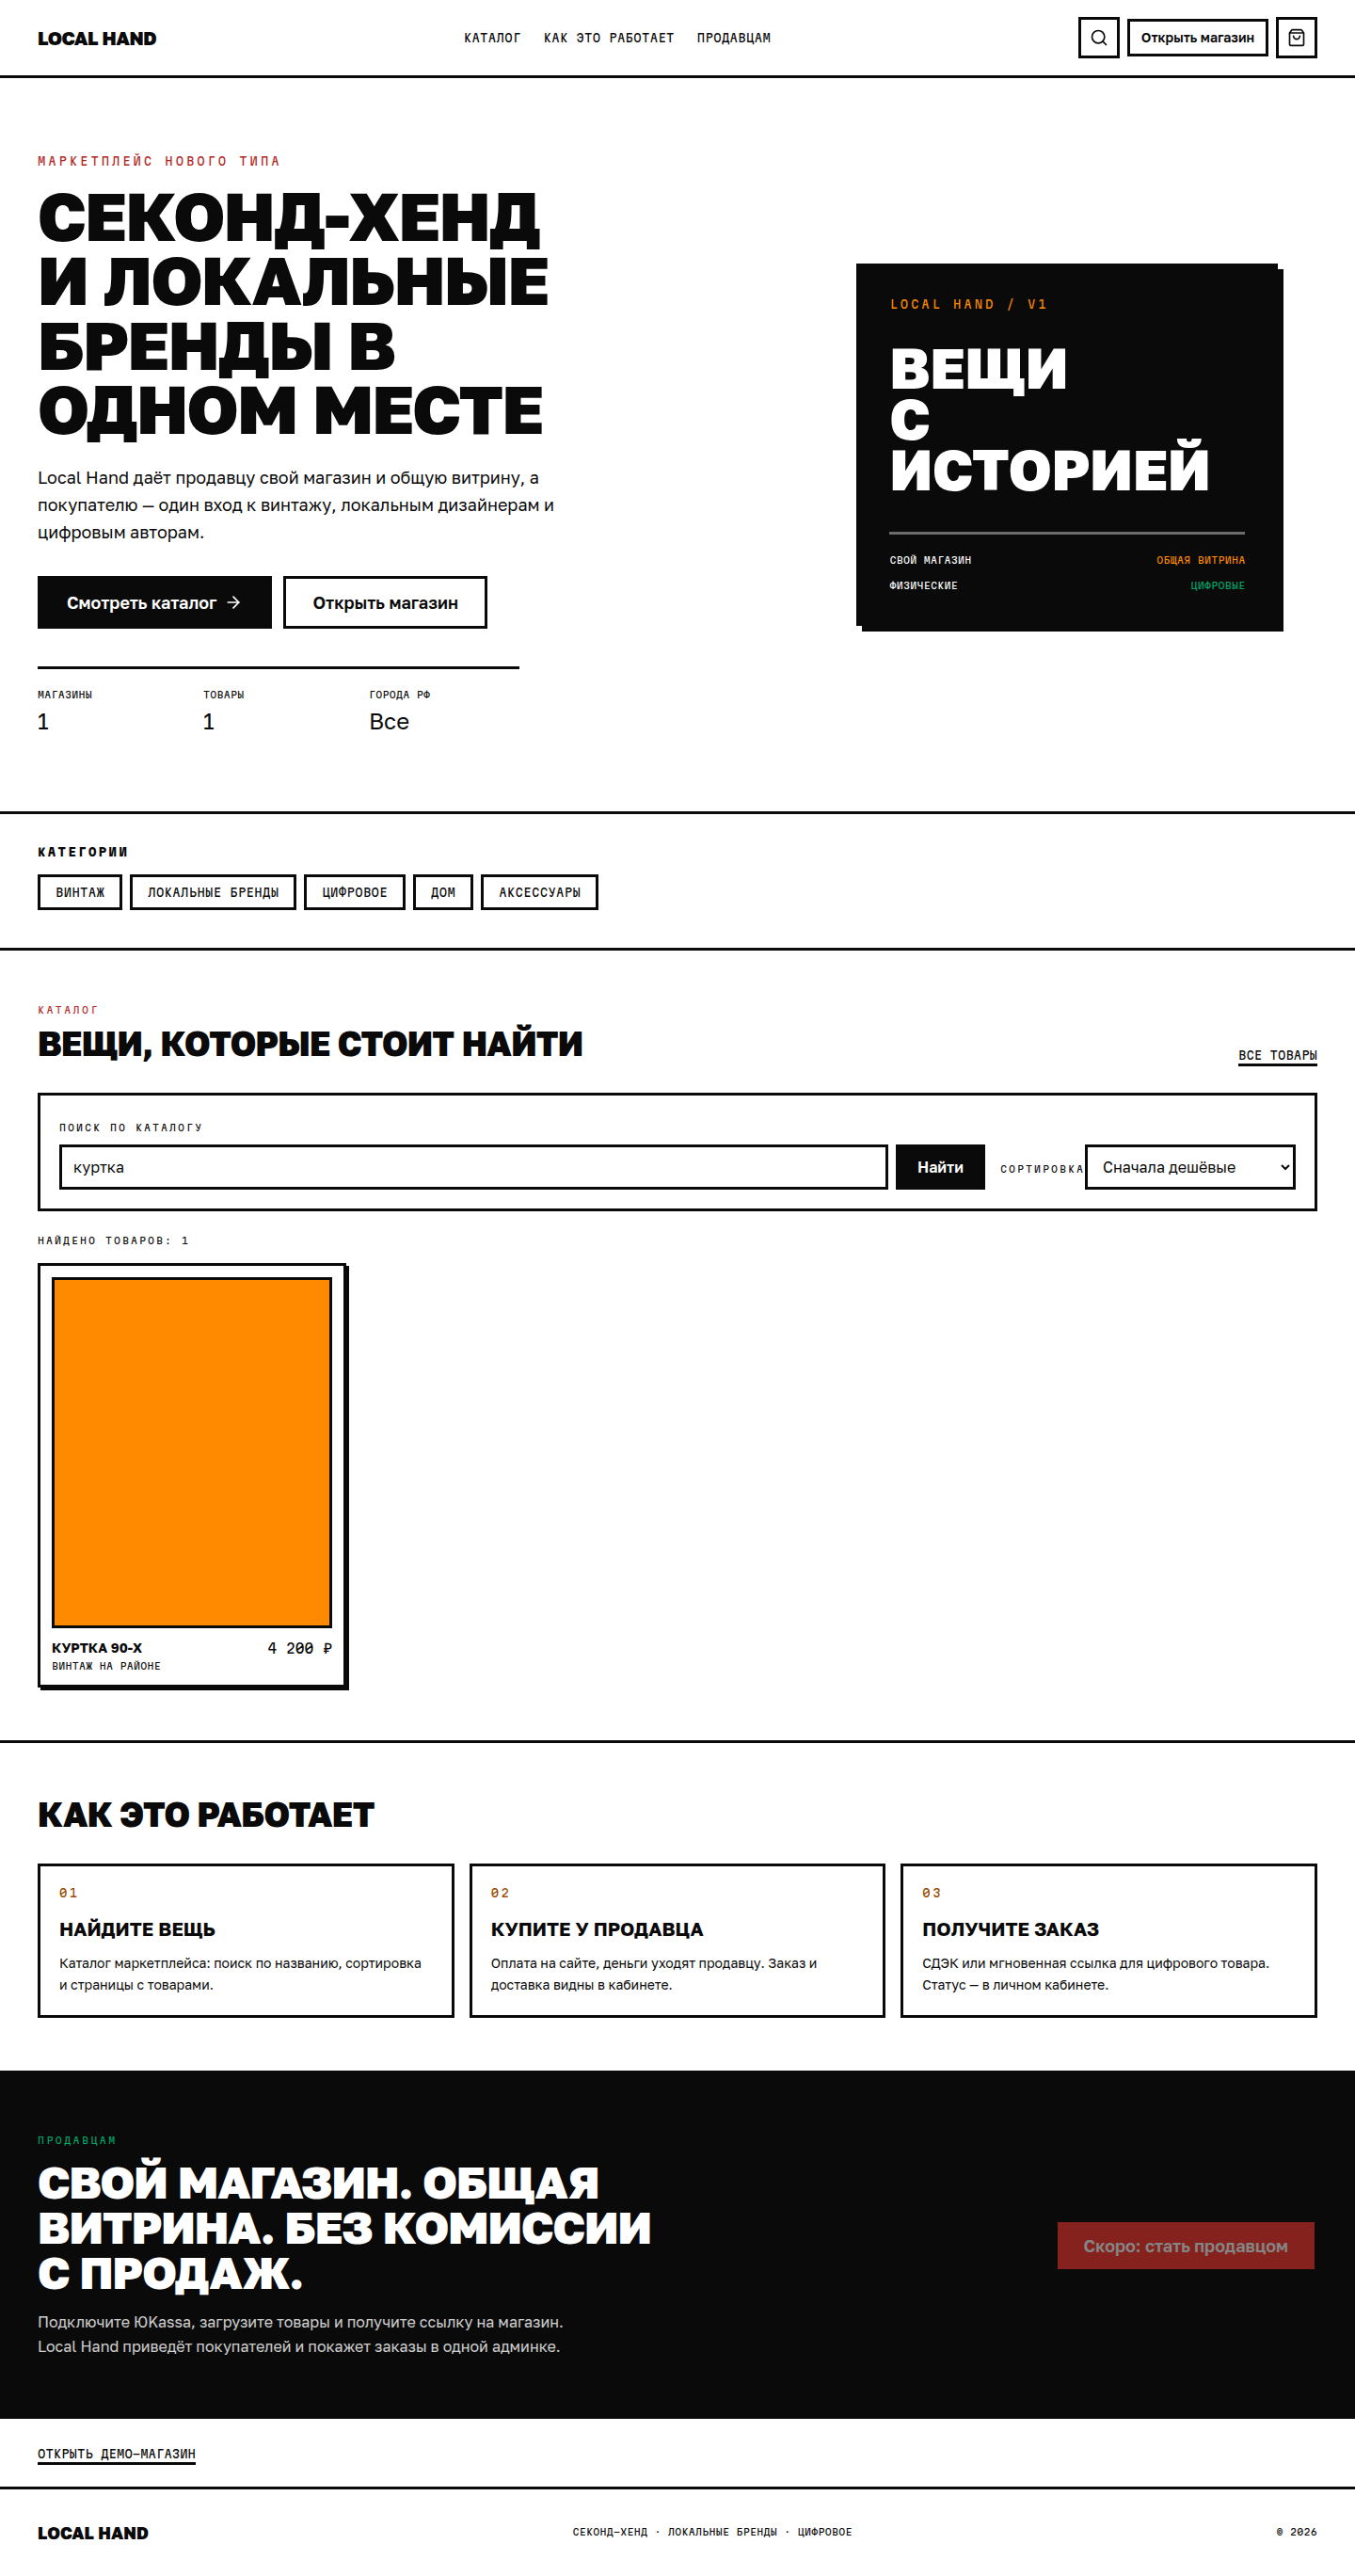 LOCAL HAND
КАТАЛОГ КАК ЭТО РАБОТАЕТ ПРОДАВЦАМ
Открыть магазин
МАРКЕТПЛЕЙС НОВОГО ТИПА
СЕКОНД-ХЕНД
И ЛОКАЛЬНЫЕ
БРЕНДЫ В
ОДНОМ МЕСТЕ
Local Hand даёт продавцу свой магазин и общую витрину, а
покупателю — один вход к винтажу, локальным дизайнерам и
цифровым авторам.
Смотреть каталог →
Открыть магазин
МАГАЗИНЫ ТОВАРЫ ГОРОДА РФ
1 1 Все
LOCAL HAND / V1
ВЕЩИ
С
ИСТОРИЕЙ
СВОЙ МАГАЗИН ОБЩАЯ ВИТРИНА
ФИЗИЧЕСКИЕ ЦИФРОВЫЕ
КАТЕГОРИИ
ВИНТАЖ ЛОКАЛЬНЫЕ БРЕНДЫ ЦИФРОВОЕ ДОМ АКСЕССУАРЫ
КАТАЛОГ
ВЕЩИ, КОТОРЫЕ СТОИТ НАЙТИ
ВСЕ ТОВАРЫ
ПОИСК ПО КАТАЛОГУ
куртка Найти СОРТИРОВКА Сначала дешёвые
НАЙДЕНО ТОВАРОВ: 1
КУРТКА 90-Х 4 200 ₽
ВИНТАЖ НА РАЙОНЕ
КАК ЭТО РАБОТАЕТ
01
НАЙДИТЕ ВЕЩЬ
Каталог маркетплейса: поиск по названию, сортировка
и страницы с товарами.
02
КУПИТЕ У ПРОДАВЦА
Оплата на сайте, деньги уходят продавцу. Заказ и
доставка видны в кабинете.
03
ПОЛУЧИТЕ ЗАКАЗ
СДЭК или мгновенная ссылка для цифрового товара.
Статус — в личном кабинете.
ПРОДАВЦАМ
СВОЙ МАГАЗИН. ОБЩАЯ
ВИТРИНА. БЕЗ КОМИССИИ
С ПРОДАЖ.
Подключите ЮKassa, загрузите товары и получите ссылку на магазин.
Local Hand приведёт покупателей и покажет заказы в одной админке.
Скоро: стать продавцом
ОТКРЫТЬ ДЕМО-МАГАЗИН
LOCAL HAND
СЕКОНД-ХЕНД · ЛОКАЛЬНЫЕ БРЕНДЫ · ЦИФРОВОЕ
© 2026